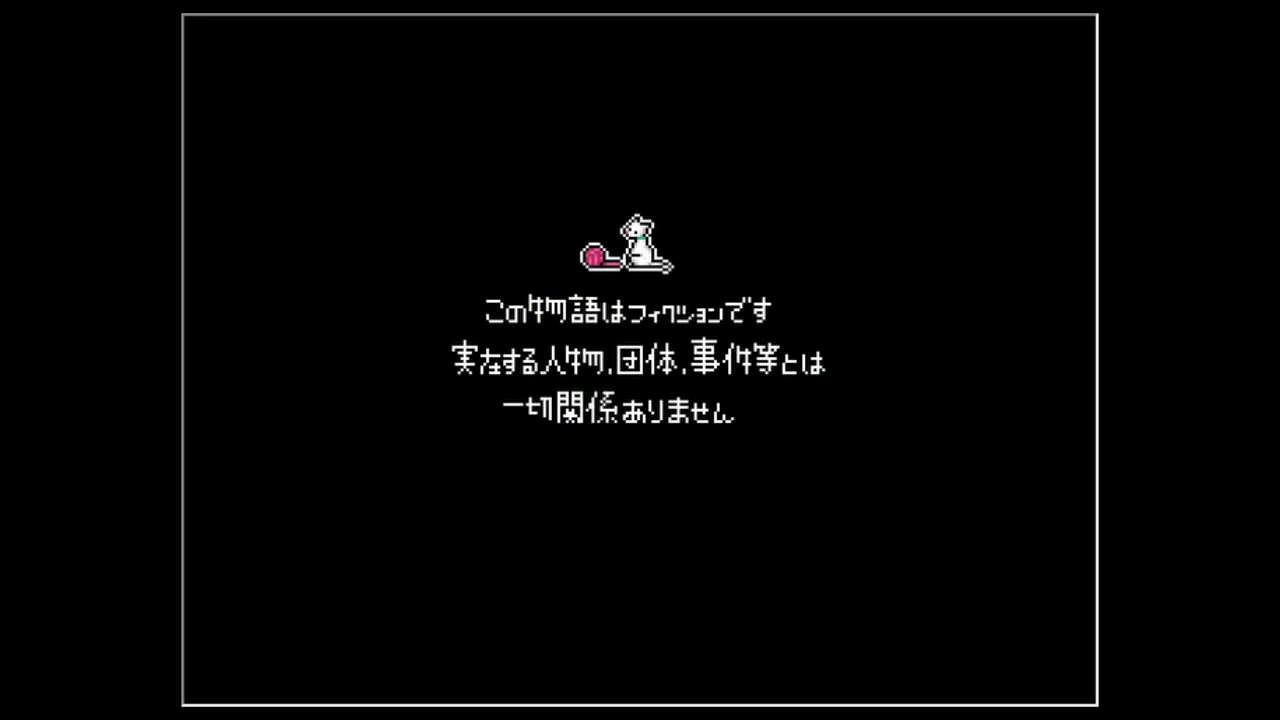 この物語はフィクションです
実在する人物.団体.事件等とは
一切関係ありません